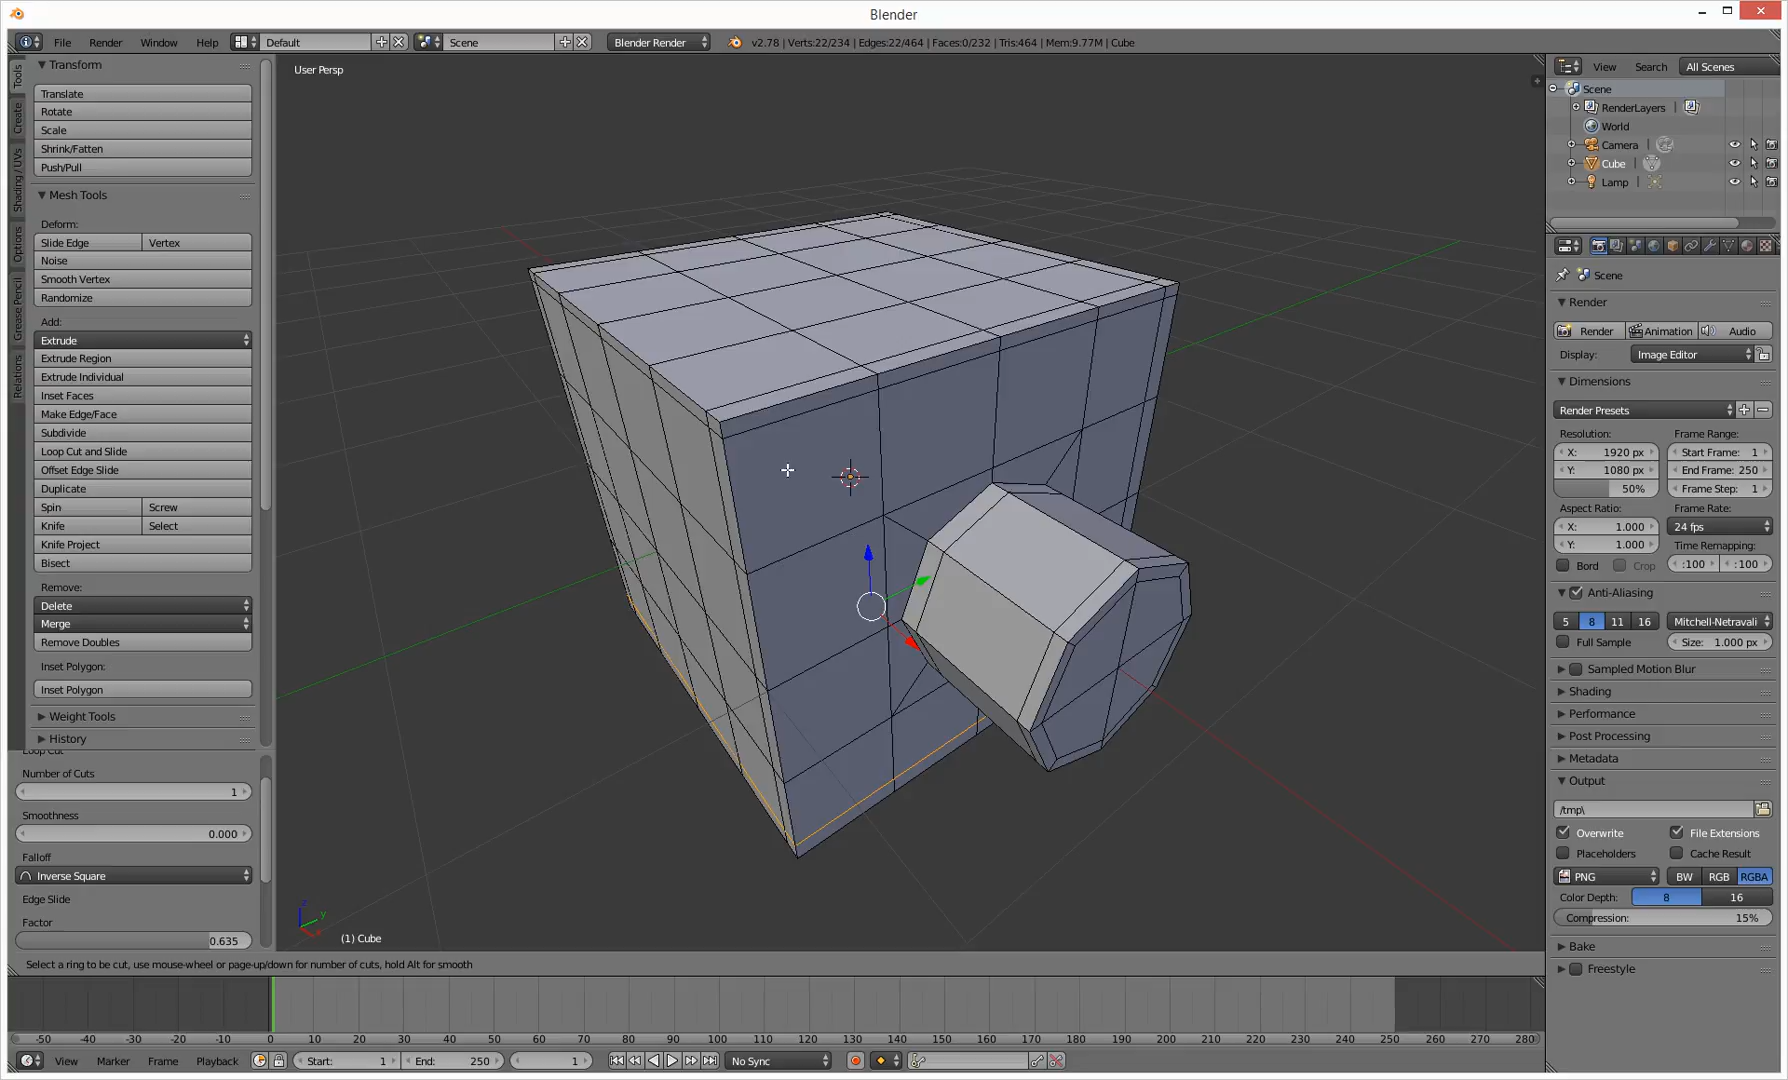 Blender
File Render Window Help Default Scene Blender Render v2.78 | Verts:22/234 | Edges:22/464 | Faces:0/232 | Tris:464 | Mem:9.77M | Cube
Tools
Create
Shading / UVs
Options
Grease Pencil
Relations
Transform
Translate
Rotate
Scale
Shrink/Fatten
Push/Pull
Mesh Tools
Deform:
Slide Edge Vertex
Noise
Smooth Vertex
Randomize
Add:
Extrude
Extrude Region
Extrude Individual
Inset Faces
Make Edge/Face
Subdivide
Loop Cut and Slide
Offset Edge Slide
Duplicate
Spin Screw
Knife Select
Knife Project
Bisect
Remove:
Delete
Merge
Remove Doubles
Inset Polygon:
Inset Polygon
Weight Tools
History
Loop Cut
Number of Cuts
1
Smoothness
0.000
Falloff
Inverse Square
Edge Slide
Factor
0.635
User Persp
z
y
x
(1) Cube
Select a ring to be cut, use mouse-wheel or page-up/down for number of cuts, hold Alt for smooth
-50 -40 -30 -20 -10 0 10 20 30 40 50 60 70 80 90 100 110 120 130 140 150 160 170 180 190 200 210 220 230 240 250 260 270 280
View Marker Frame Playback Start: 1 End: 250 1 No Sync
View Search All Scenes
Scene
RenderLayers
World
Camera
Cube
Lamp
Scene
Render
Render Animation Audio
Display: Image Editor
Dimensions
Render Presets
Resolution: Frame Range:
X: 1920 px Start Frame: 1
Y: 1080 px End Frame: 250
50% Frame Step: 1
Aspect Ratio: Frame Rate:
X: 1.000 24 fps
Y: 1.000 Time Remapping:
Bord Crop :100 :100
Anti-Aliasing
5 8 11 16 Mitchell-Netravali
Full Sample Size: 1.000 px
Sampled Motion Blur
Shading
Performance
Post Processing
Metadata
Output
/tmp\
Overwrite File Extensions
Placeholders Cache Result
PNG BW RGB RGBA
Color Depth: 8 16
Compression: 15%
Bake
Freestyle